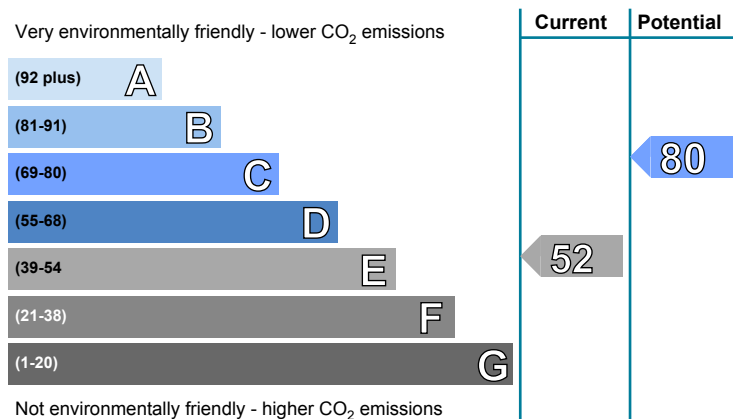 Very environmentally friendly - lower CO₂ emissions
Current
Potential
(92 plus) A
(81-91) B
(69-80) C
80
(55-68) D
(39-54 E
52
(21-38) F
(1-20) G
Not environmentally friendly - higher CO₂ emissions